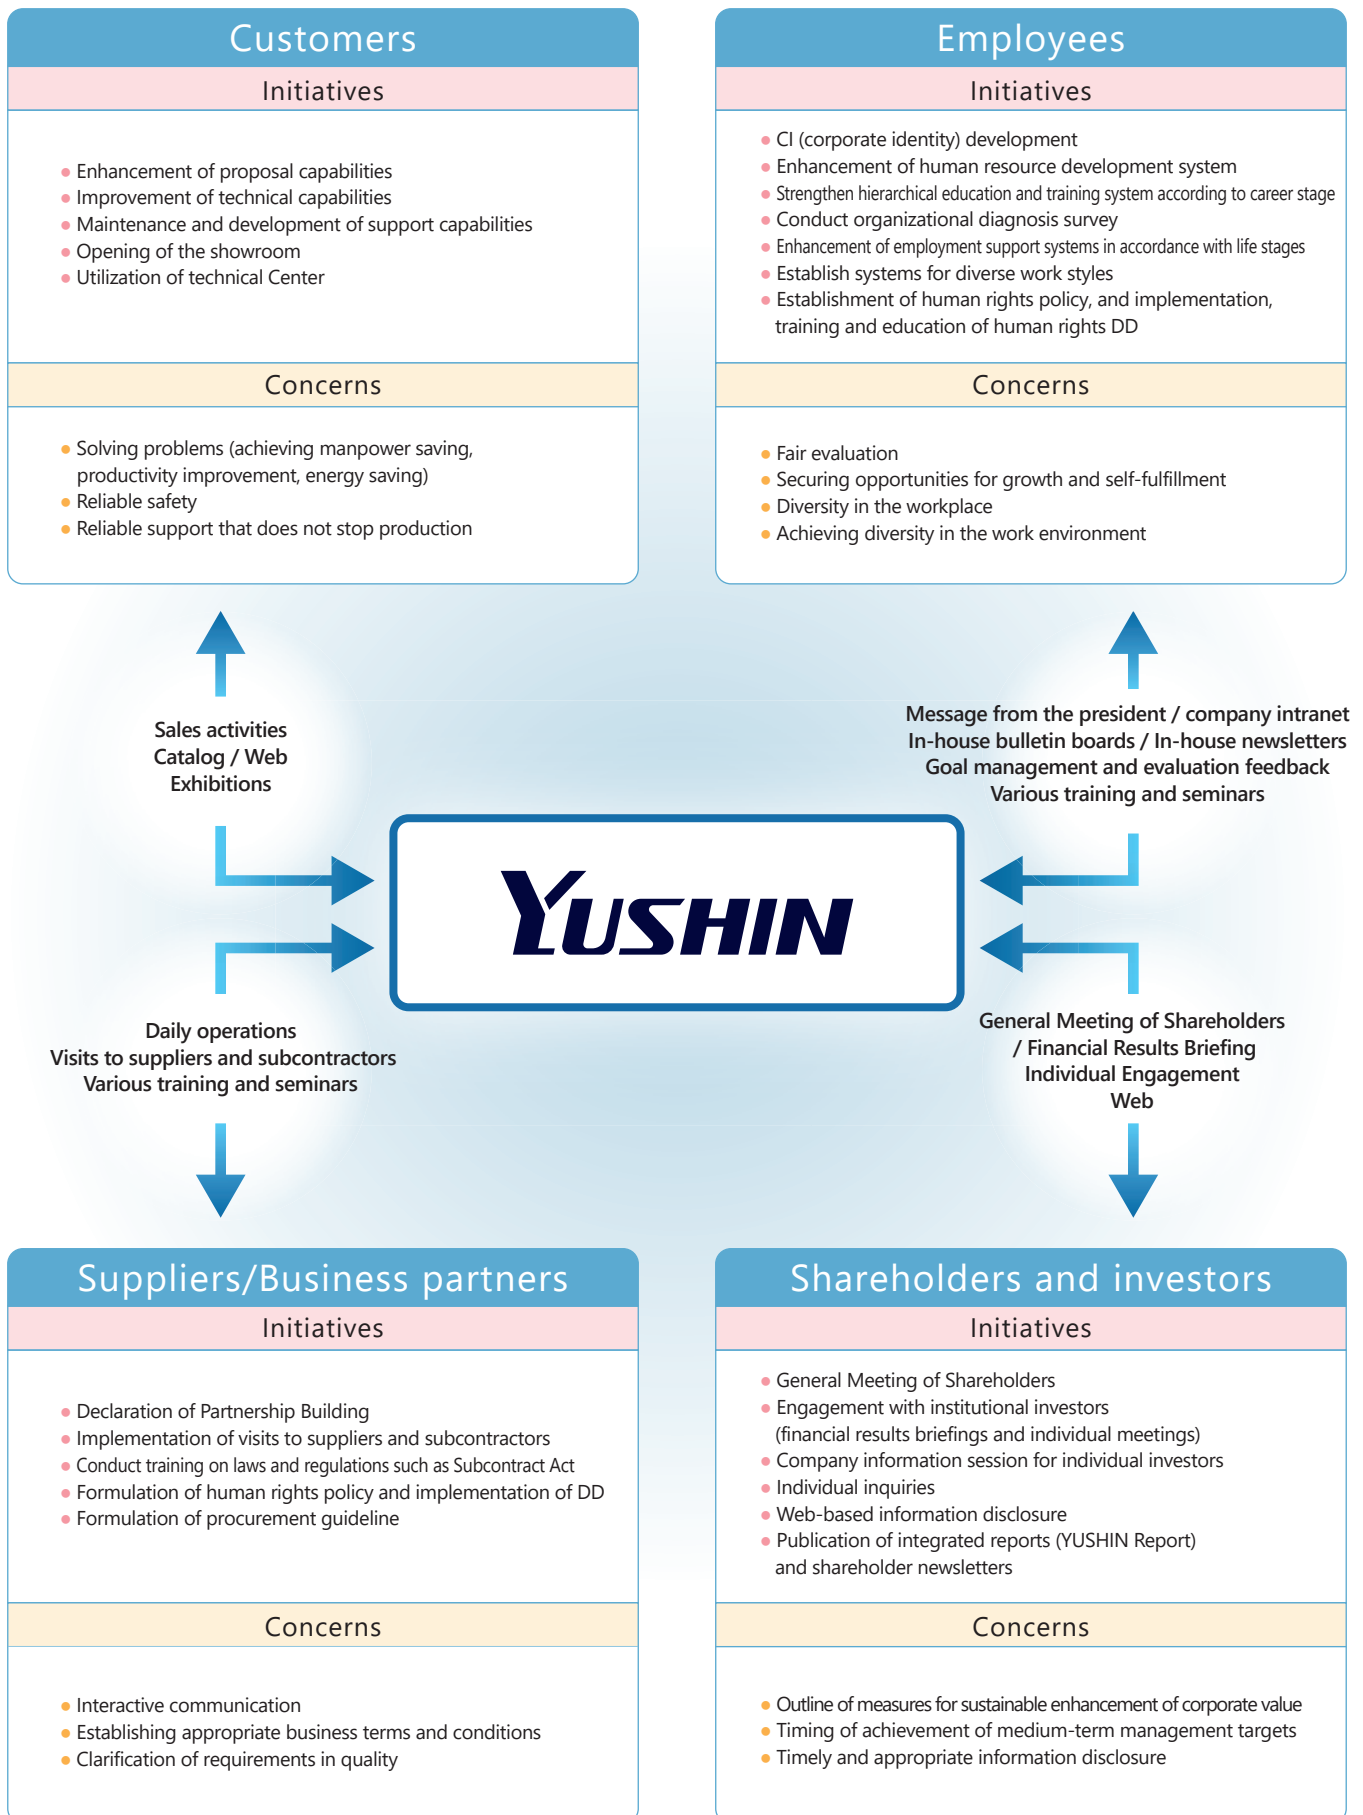 Customers
Initiatives
● Enhancement of proposal capabilities
● Improvement of technical capabilities
● Maintenance and development of support capabilities
● Opening of the showroom
● Utilization of technical Center
Concerns
● Solving problems (achieving manpower saving,
productivity improvement, energy saving)
● Reliable safety
● Reliable support that does not stop production
Employees
Initiatives
● CI (corporate identity) development
● Enhancement of human resource development system
● Strengthen hierarchical education and training system according to career stage
● Conduct organizational diagnosis survey
● Enhancement of employment support systems in accordance with life stages
● Establish systems for diverse work styles
● Establishment of human rights policy, and implementation,
training and education of human rights DD
Concerns
● Fair evaluation
● Securing opportunities for growth and self-fulfillment
● Diversity in the workplace
● Achieving diversity in the work environment
Sales activities
Catalog / Web
Exhibitions
Message from the president / company intranet
In-house bulletin boards / In-house newsletters
Goal management and evaluation feedback
Various training and seminars
YUSHIN
Daily operations
Visits to suppliers and subcontractors
Various training and seminars
General Meeting of Shareholders
/ Financial Results Briefing
Individual Engagement
Web
Suppliers/Business partners
Initiatives
● Declaration of Partnership Building
● Implementation of visits to suppliers and subcontractors
● Conduct training on laws and regulations such as Subcontract Act
● Formulation of human rights policy and implementation of DD
● Formulation of procurement guideline
Concerns
● Interactive communication
● Establishing appropriate business terms and conditions
● Clarification of requirements in quality
Shareholders and investors
Initiatives
● General Meeting of Shareholders
● Engagement with institutional investors
(financial results briefings and individual meetings)
● Company information session for individual investors
● Individual inquiries
● Web-based information disclosure
● Publication of integrated reports (YUSHIN Report)
and shareholder newsletters
Concerns
● Outline of measures for sustainable enhancement of corporate value
● Timing of achievement of medium-term management targets
● Timely and appropriate information disclosure